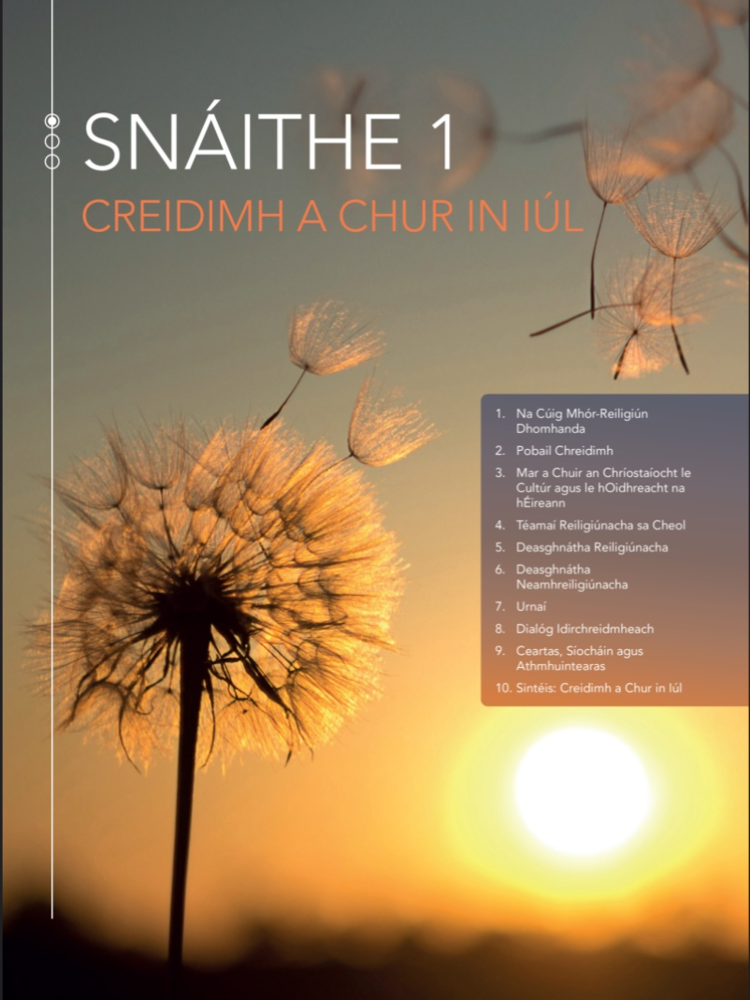 SNÁITHE 1
CREIDIMH A CHUR IN IÚL
1. Na Cúig Mhór-Reiligiún
Dhomhanda
2. Pobail Chreidimh
3. Mar a Chuir an Chríostaíocht le
Cultúr agus le hOidhreacht na
hÉireann
4. Téamaí Reiligiúnacha sa Cheol
5. Deasghnátha Reiligiúnacha
6. Deasghnátha
Neamhreiligiúnacha
7. Urnaí
8. Dialóg Idirchreidmheach
9. Ceartas, Síocháin agus
Athmhuintearas
10. Sintéis: Creidimh a Chur in Iúl